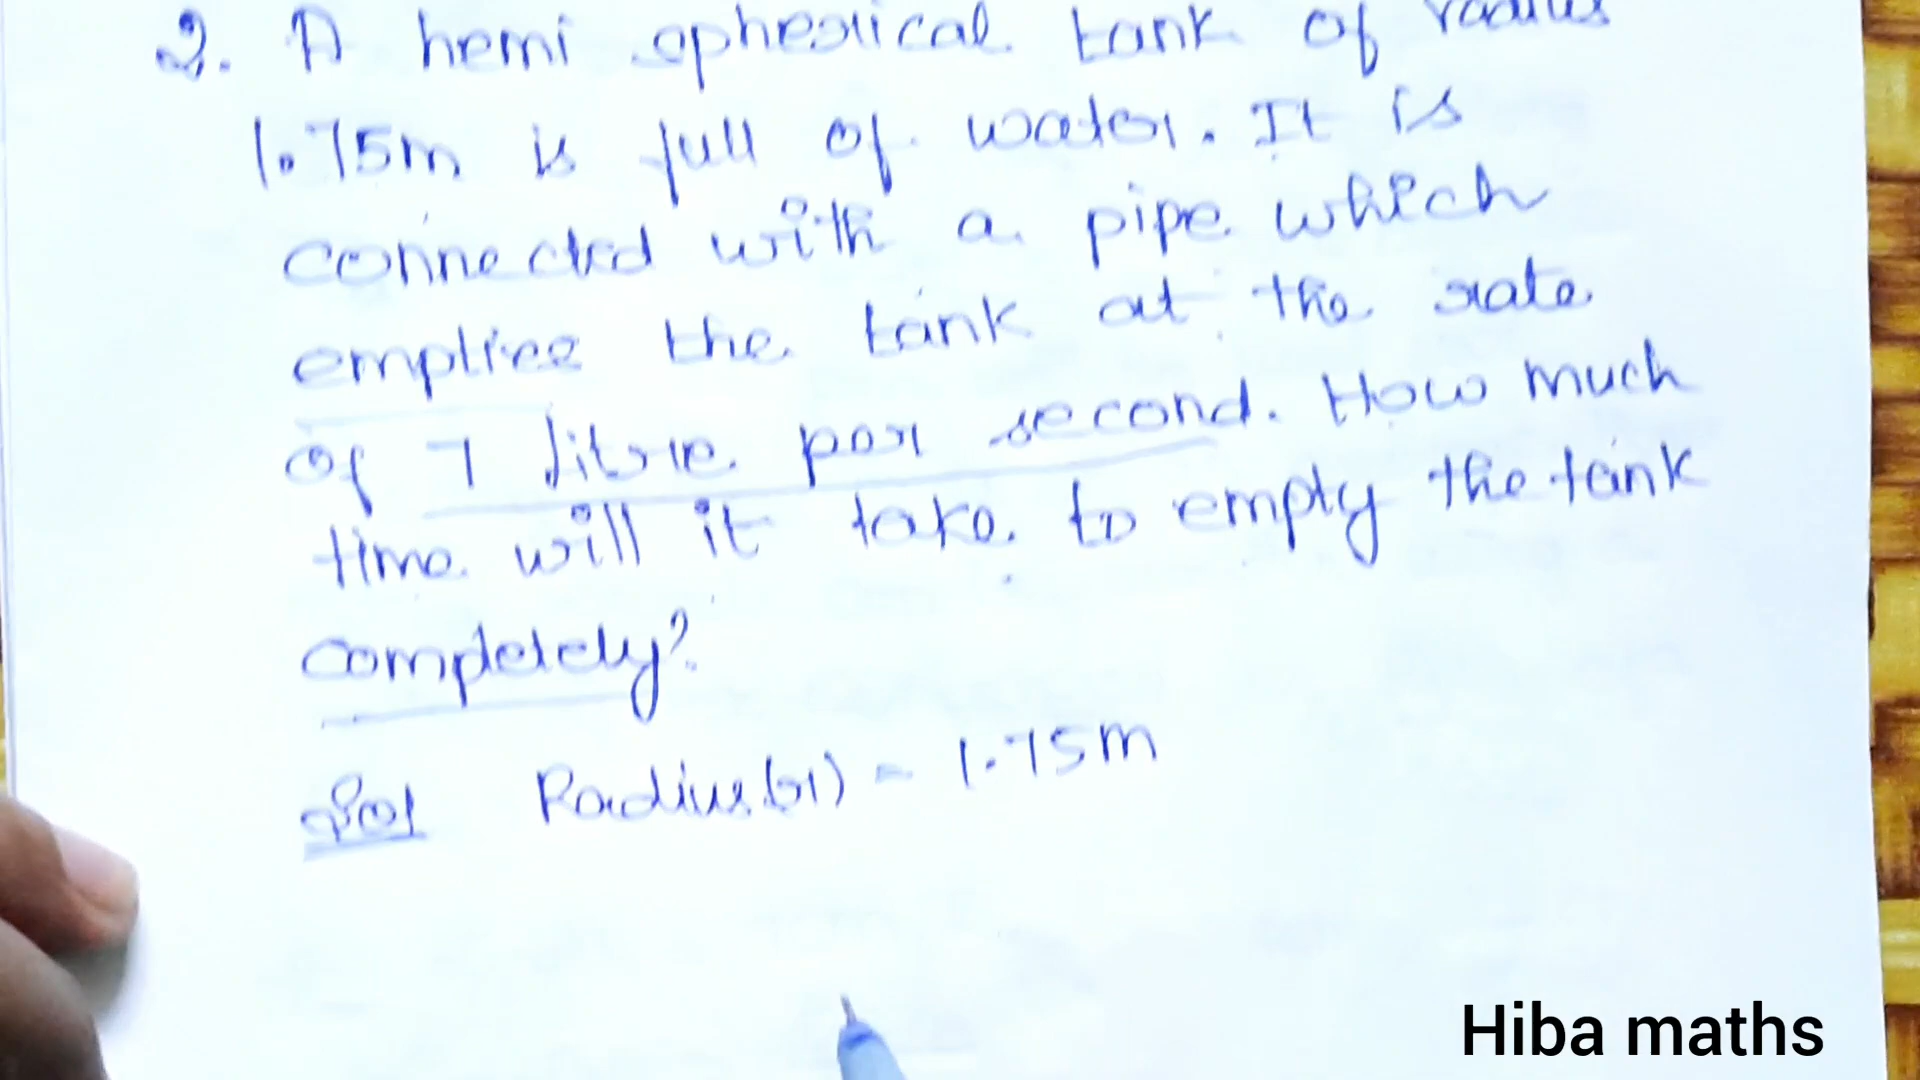 2. A hemi spherical tank of radius
1.75m is full of water. It is
connected with a pipe which
empties the tank at the rate
of 7 litre per second. How much
time will it take to empty the tank
completely?
Sol Radius (r) = 1.75m
Hiba maths